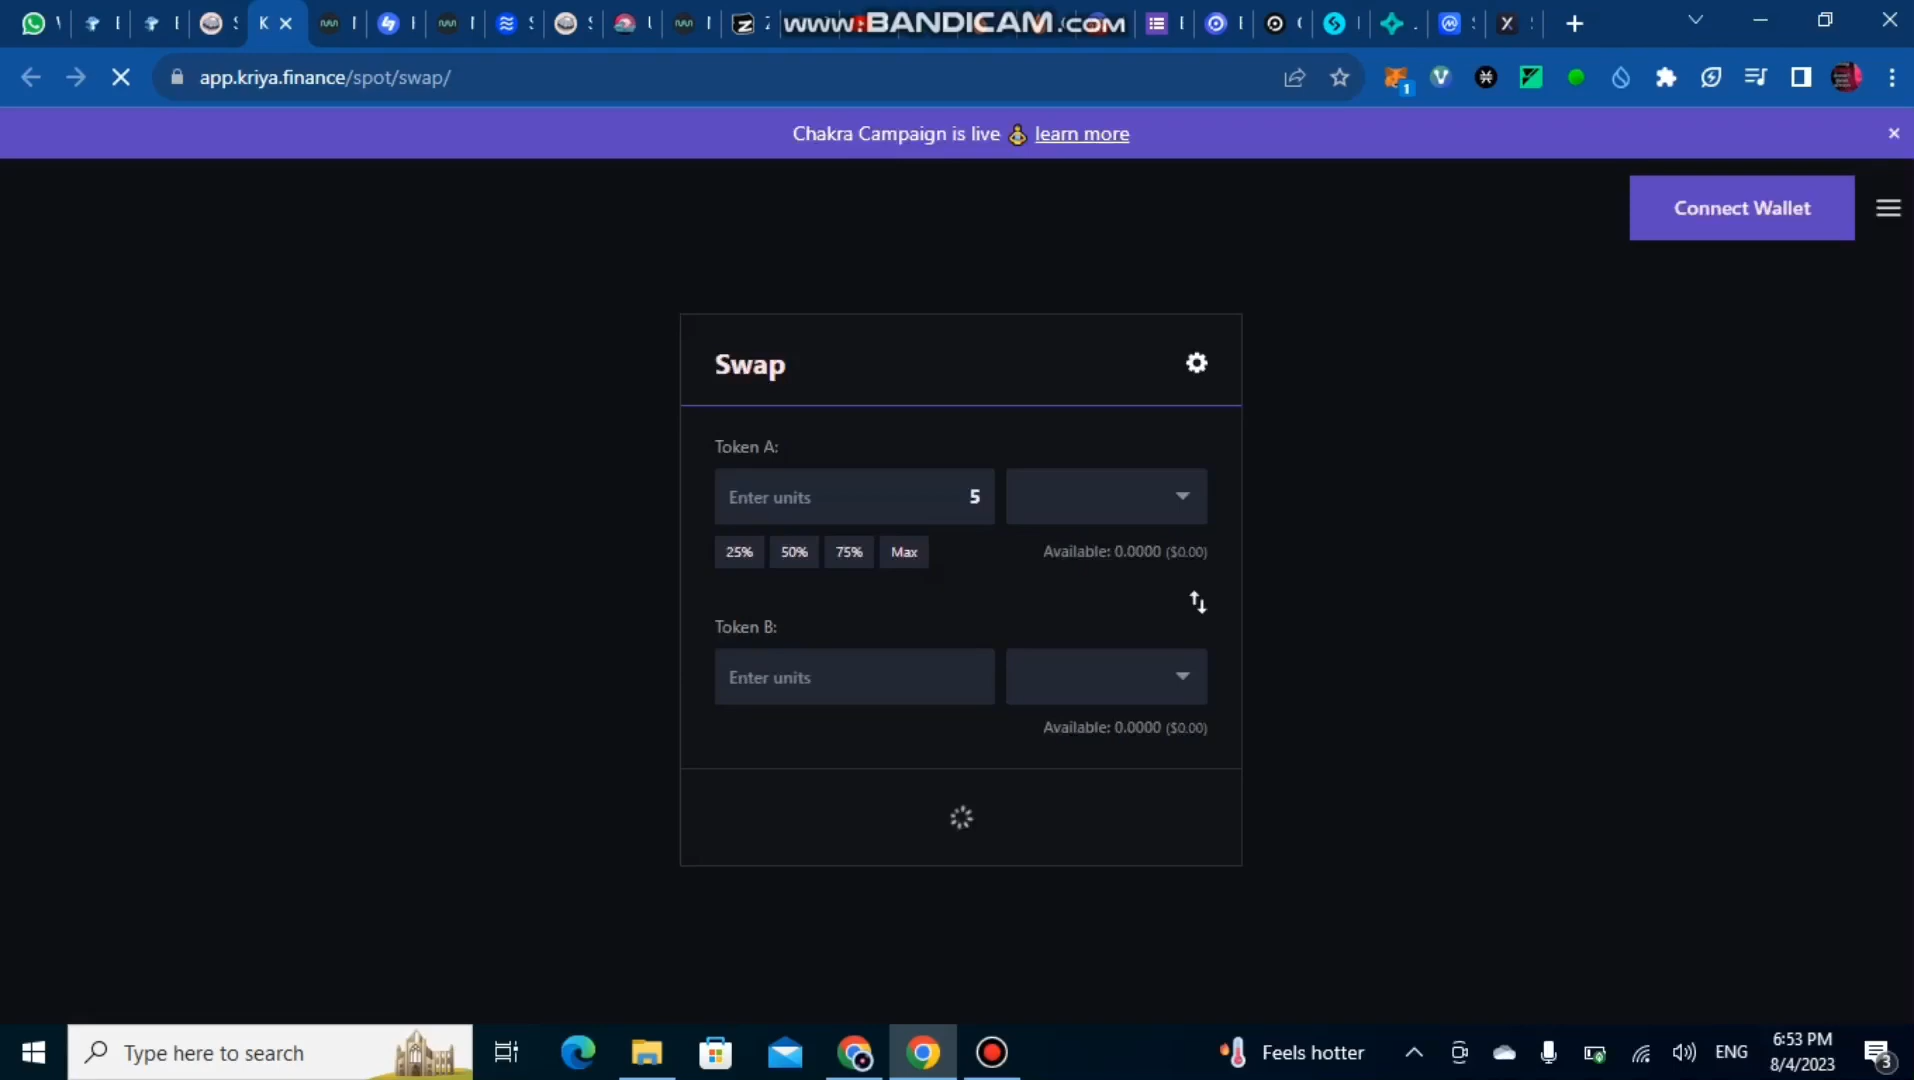 www.BANDICAM.com
app.kriya.finance/spot/swap/
1
Chakra Campaign is live learn more
Connect Wallet
Swap
Token A:
Enter units 5
25% 50% 75% Max Available: 0.0000 ($0.00)
Token B:
Enter units
Available: 0.0000 ($0.00)
Type here to search
Feels hotter
ENG
6:53 PM
8/4/2023
3